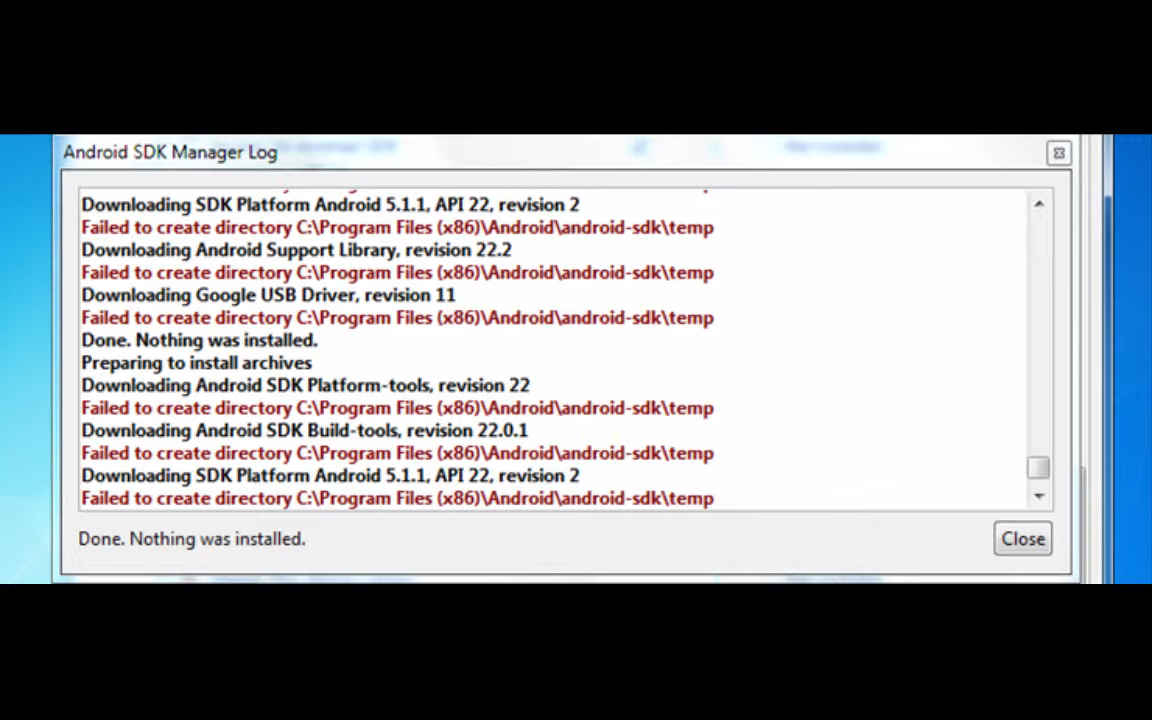 Android SDK Manager Log
Downloading SDK Platform Android 5.1.1, API 22, revision 2
Failed to create directory C:\Program Files (x86)\Android\android-sdk\temp
Downloading Android Support Library, revision 22.2
Failed to create directory C:\Program Files (x86)\Android\android-sdk\temp
Downloading Google USB Driver, revision 11
Failed to create directory C:\Program Files (x86)\Android\android-sdk\temp
Done. Nothing was installed.
Preparing to install archives
Downloading Android SDK Platform-tools, revision 22
Failed to create directory C:\Program Files (x86)\Android\android-sdk\temp
Downloading Android SDK Build-tools, revision 22.0.1
Failed to create directory C:\Program Files (x86)\Android\android-sdk\temp
Downloading SDK Platform Android 5.1.1, API 22, revision 2
Failed to create directory C:\Program Files (x86)\Android\android-sdk\temp
Done. Nothing was installed.
Close